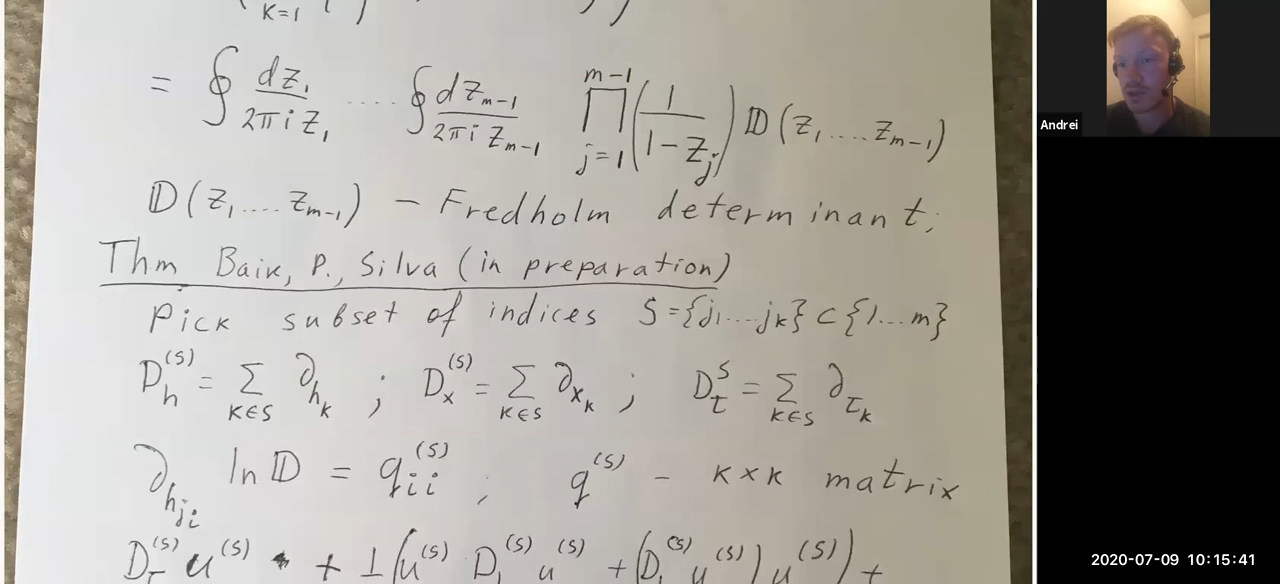 K=1
= ∮ dz₁/2πi z₁ .... ∮ dz_{m-1}/2πi z_{m-1} ∏_{j=1}^{m-1} (1/1-z_j) 𝔻(z₁....z_{m-1})
𝔻(z₁....z_{m-1}) – Fredholm determinant;
Thm Baik, P., Silva (in preparation)
Pick subset of indices S={j₁...j_k}⊂{1...m}
D_h^{(S)} = ∑_{K∈S} ∂_{h_K} ; D_x^{(S)} = ∑_{K∈S} ∂_{x_K} ; D_τ^S = ∑_{K∈S} ∂_{τ_K}
∂_{h_{j_i}} ln 𝔻 = q_{ii}^{(S)} ; q^{(S)} – K×K matrix
Andrei
2020-07-09 10:15:41